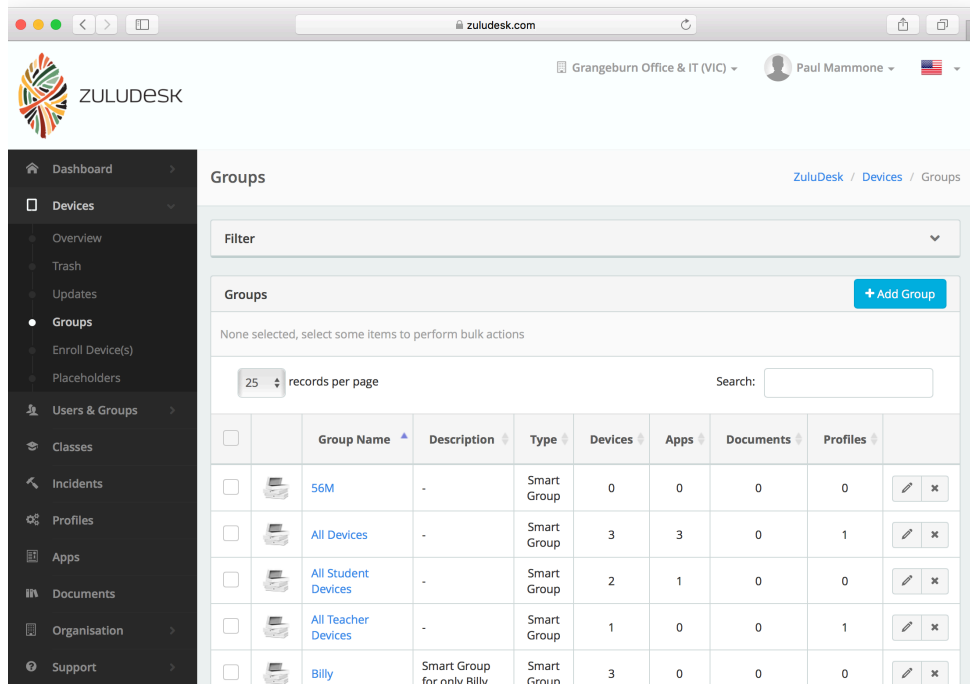 zuludesk.com
Grangeburn Office & IT (VIC)
Paul Mammone
ZULUDESK
Dashboard
Devices
Overview
Trash
Updates
Groups
Enroll Device(s)
Placeholders
Users & Groups
Classes
Incidents
Profiles
Apps
Documents
Organisation
Support
Groups
ZuluDesk / Devices / Groups
Filter
Groups
+ Add Group
None selected, select some items to perform bulk actions
25 records per page
Search:
Group Name Description Type Devices Apps Documents Profiles
56M - Smart Group 0 0 0 0
All Devices - Smart Group 3 3 0 1
All Student Devices - Smart Group 2 1 0 0
All Teacher Devices - Smart Group 1 0 0 1
Billy Smart Group for only Billy Smart Group 3 0 0 0